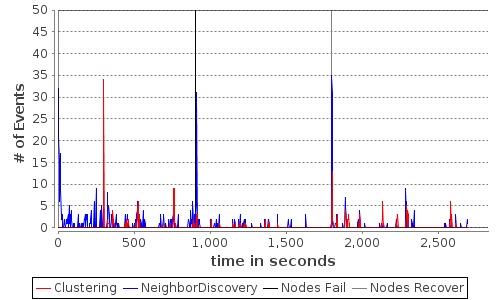 50
45
40
35
30
25
20
15
10
5
0
# of Events
0 500 1,000 1,500 2,000 2,500
time in seconds
Clustering NeighborDiscovery Nodes Fail Nodes Recover